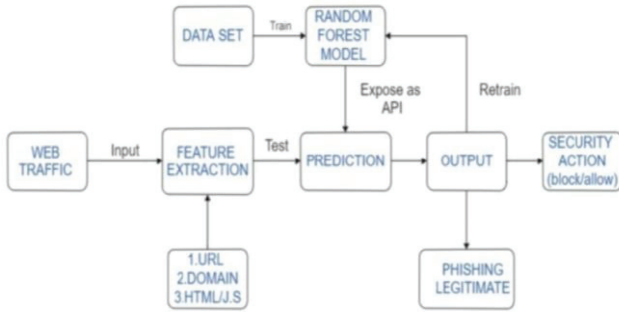 DATA SET
Train
RANDOM
FOREST
MODEL
Expose as
API
Retrain
WEB
TRAFFIC
Input
FEATURE
EXTRACTION
Test
PREDICTION
OUTPUT
SECURITY
ACTION
(block/allow)
1.URL
2.DOMAIN
3.HTML/J.S
PHISHING
LEGITIMATE